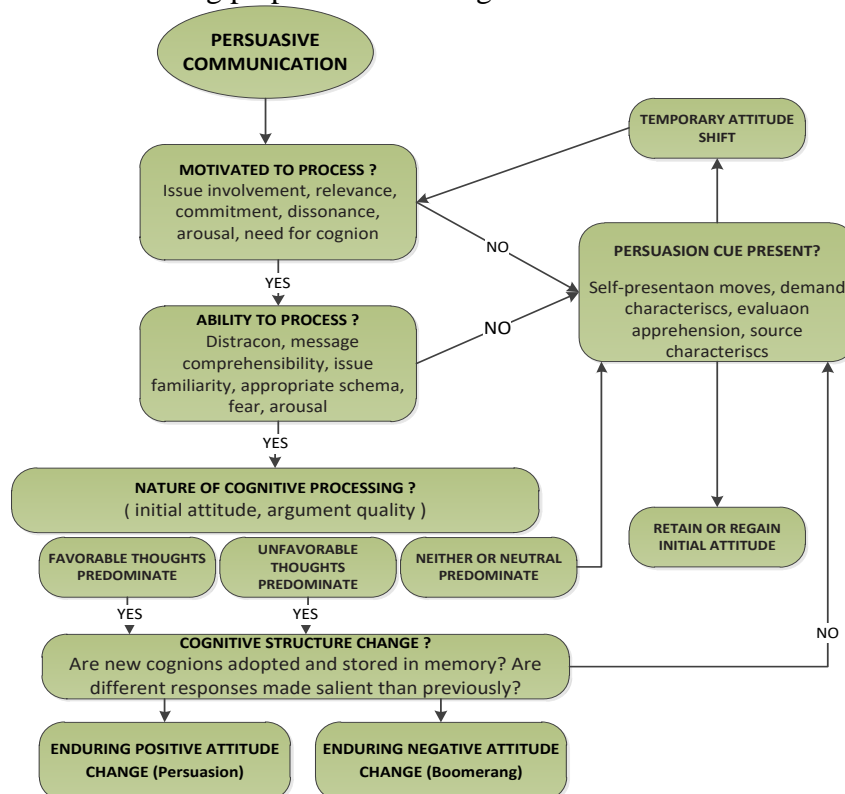 PERSUASIVE
COMMUNICATION
TEMPORARY ATTITUDE
SHIFT
MOTIVATED TO PROCESS ?
Issue involvement, relevance,
commitment, dissonance,
arousal, need for cognion
NO
PERSUASION CUE PRESENT?
Self-presentaon moves, demand
characteriscs, evaluaon
apprehension, source
characteriscs
YES
ABILITY TO PROCESS ?
Distracon, message
comprehensibility, issue
familiarity, appropriate schema,
fear, arousal
NO
YES
NATURE OF COGNITIVE PROCESSING ?
( initial attitude, argument quality )
FAVORABLE THOUGHTS
PREDOMINATE
UNFAVORABLE
THOUGHTS
PREDOMINATE
NEITHER OR NEUTRAL
PREDOMINATE
RETAIN OR REGAIN
INITIAL ATTITUDE
YES
YES
NO
COGNITIVE STRUCTURE CHANGE ?
Are new cognions adopted and stored in memory? Are
different responses made salient than previously?
ENDURING POSITIVE ATTITUDE
CHANGE (Persuasion)
ENDURING NEGATIVE ATTITUDE
CHANGE (Boomerang)